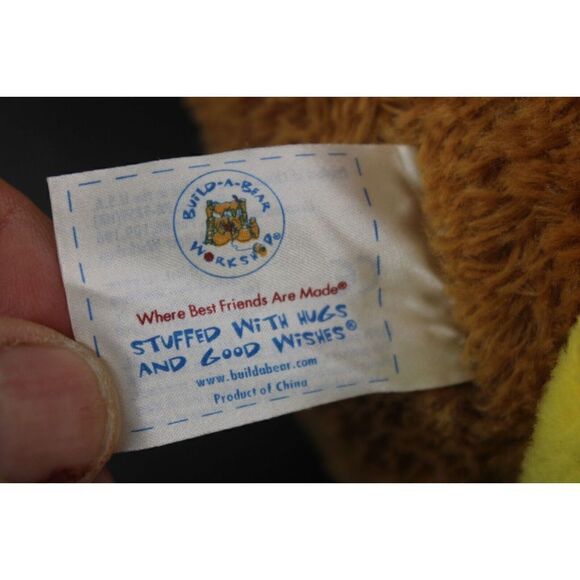 BUILD-A-BEAR
WORKSHOP®
Where Best Friends Are Made®
STUFFED WITH HUGS
AND GOOD WISHES®
www.buildabear.com
Product of China